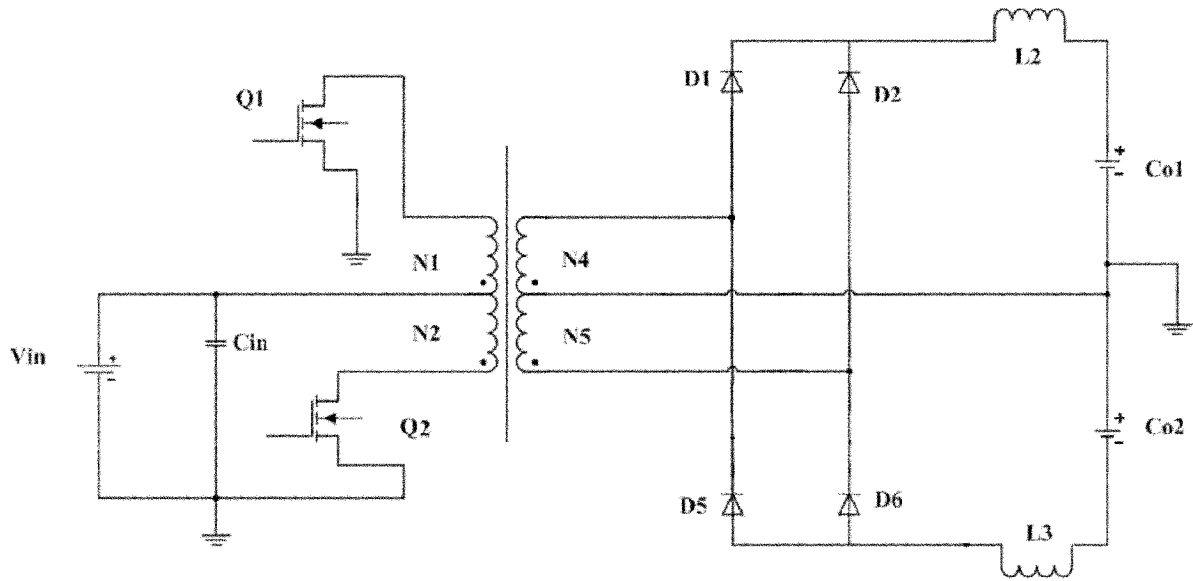 L2
D1
D2
Q1
+
Co1
-
N1
N4
N2
N5
Cin
Vin
+
-
Q2
+
Co2
-
D5
D6
L3